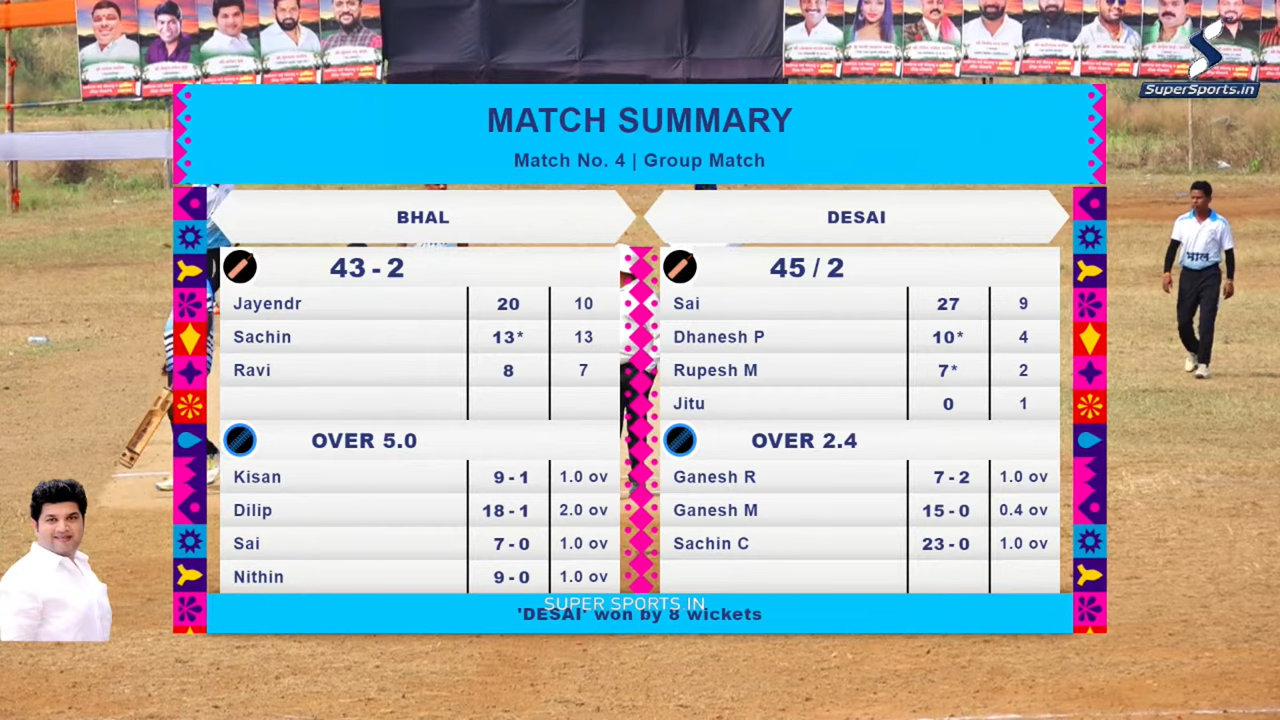 SuperSports.in
MATCH SUMMARY
Match No. 4 | Group Match
BHAL
43 - 2
Jayendr 20 10
Sachin 13* 13
Ravi 8 7
OVER 5.0
Kisan 9 - 1 1.0 ov
Dilip 18 - 1 2.0 ov
Sai 7 - 0 1.0 ov
Nithin 9 - 0 1.0 ov
DESAI
45 / 2
Sai 27 9
Dhanesh P 10* 4
Rupesh M 7* 2
Jitu 0 1
OVER 2.4
Ganesh R 7 - 2 1.0 ov
Ganesh M 15 - 0 0.4 ov
Sachin C 23 - 0 1.0 ov
SUPER SPORTS IN
'DESAI' won by 8 wickets
भाल